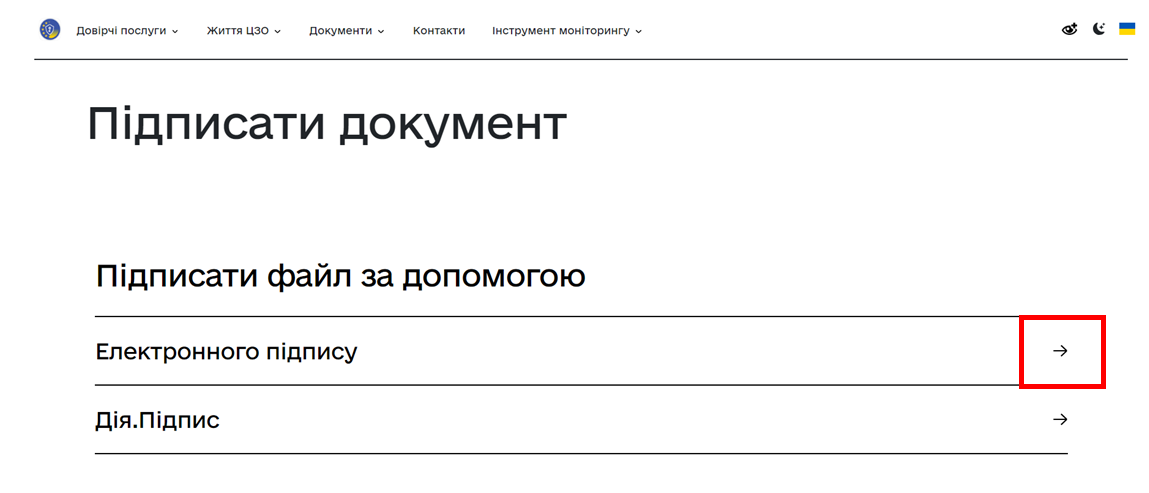 Довірчі послуги Життя ЦЗО Документи Контакти Інструмент моніторингу
Підписати документ
Підписати файл за допомогою
Електронного підпису
Дія.Підпис